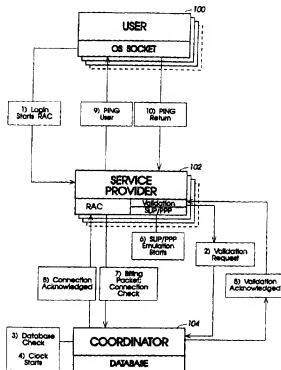 100
USER
OS SOCKET
1) Login
Starts RAC
9) PING
User
10) PING
Return
102
SERVICE
PROVIDER
RAC
Validation
SLIP/PPP
6) SLIP/PPP
Emulation
Starts
2) Validation
Request
8) Connection
Acknowledged
7) Billing
Packet:
Connection
Check
5) Validation
Acknowledged
104
3) Database
Check
4) Clock
Starts
COORDINATOR
DATABASE